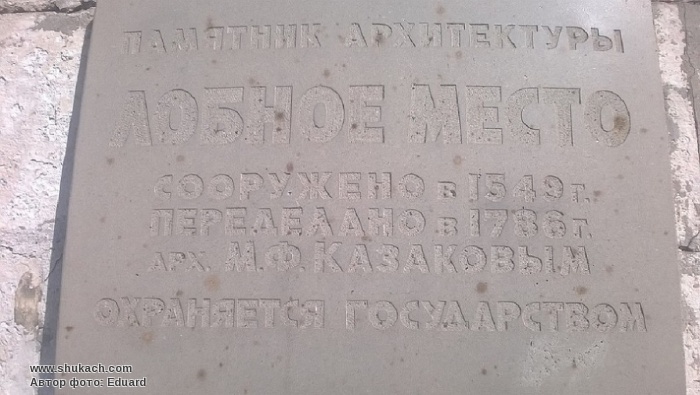 ПАМЯТНИК АРХИТЕКТУРЫ
ЛОБНОЕ МЕСТО
СООРУЖЕНО в 1549 г.
ПЕРЕДЕЛАНО в 1786 г.
АРХ. М.Ф. КАЗАКОВЫМ
ОХРАНЯЕТСЯ ГОСУДАРСТВОМ
www.shukach.com
Автор фото: Eduard